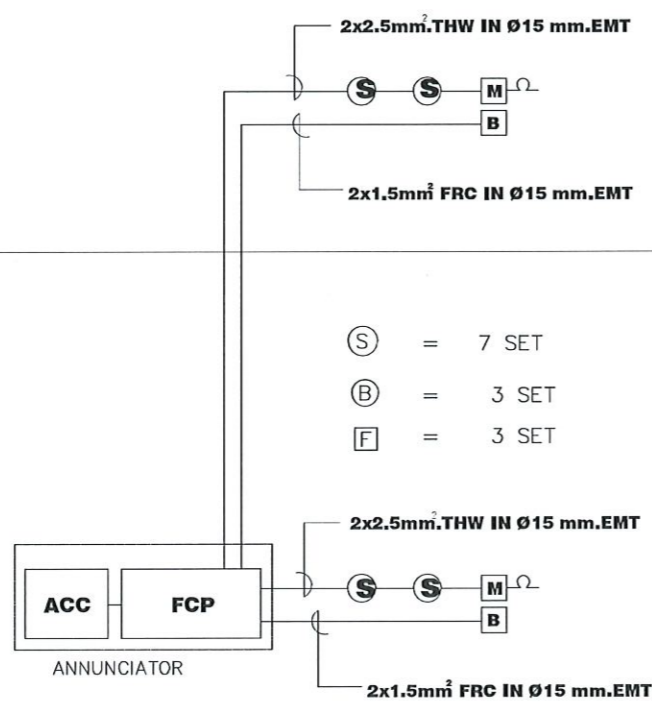 2x2.5mm².THW IN Ø15 mm.EMT
S S M Ω
B
2x1.5mm² FRC IN Ø15 mm.EMT
S = 7 SET
B = 3 SET
F = 3 SET
2x2.5mm².THW IN Ø15 mm.EMT
S S M Ω
ACC FCP
B
ANNUNCIATOR
2x1.5mm² FRC IN Ø15 mm.EMT